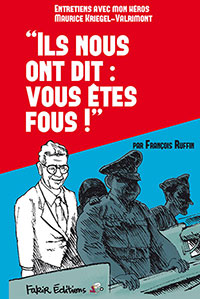 Entretiens avec mon héros
Maurice Kriegel-Valrimont
“Ils nous
ont dit :
vous êtes
fous !”
par François Ruffin
Fakir Éditions